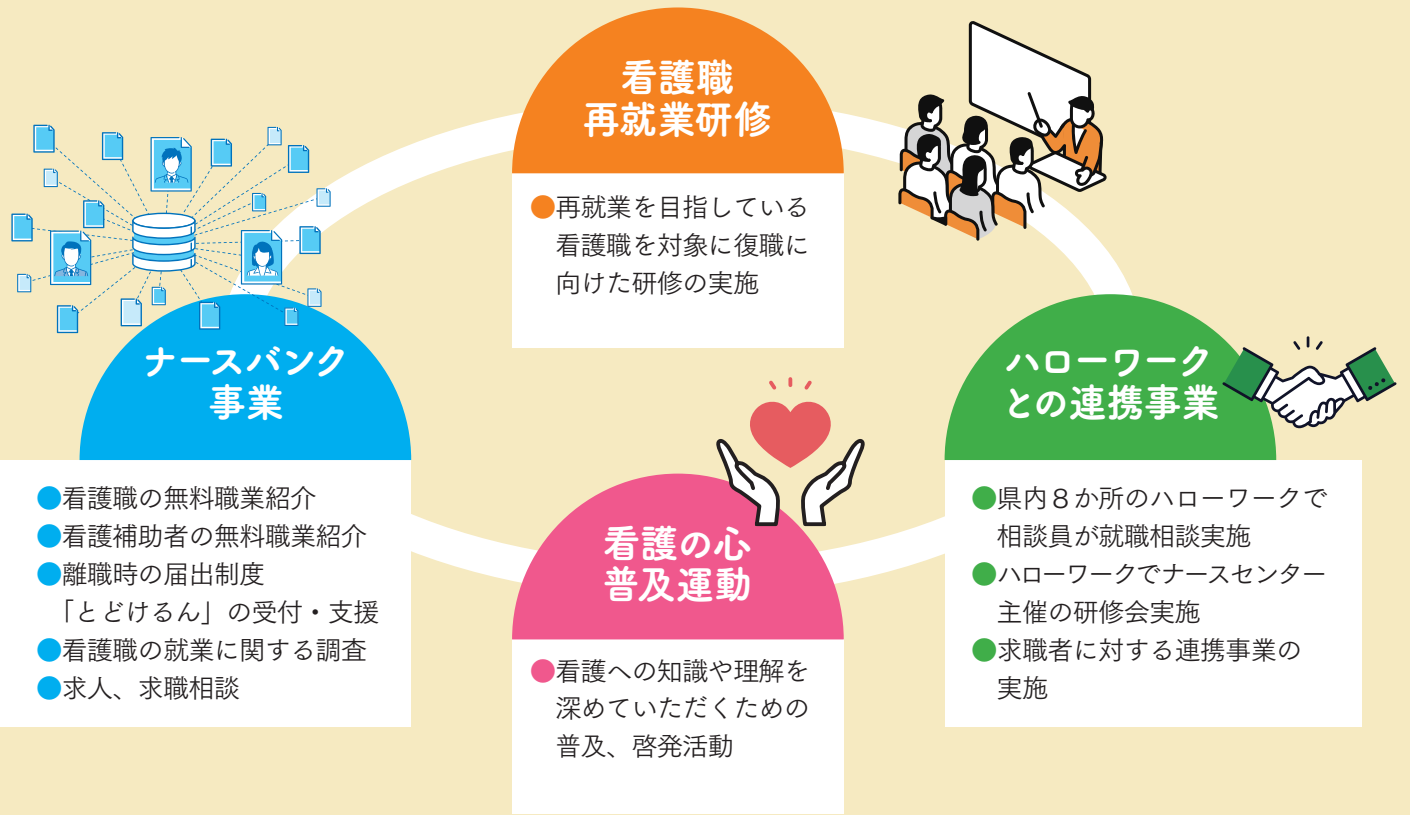 看護職
再就業研修
●再就業を目指している
看護職を対象に復職に
向けた研修の実施
ナースバンク
事業
●看護職の無料職業紹介
●看護補助者の無料職業紹介
●離職時の届出制度
「とどけるん」の受付・支援
●看護職の就業に関する調査
●求人、求職相談
看護の心
普及運動
●看護への知識や理解を
深めていただくための
普及、啓発活動
ハローワーク
との連携事業
●県内８か所のハローワークで
相談員が就職相談実施
●ハローワークでナースセンター
主催の研修会実施
●求職者に対する連携事業の
実施